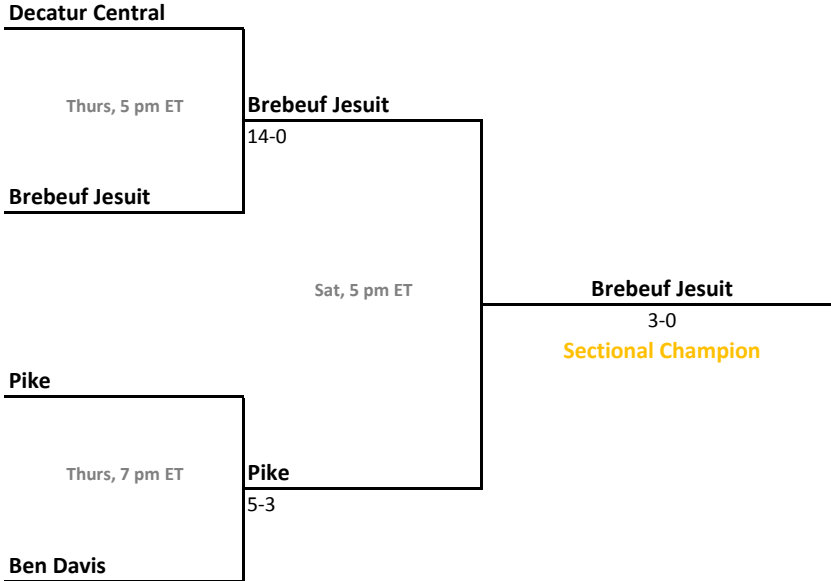 Decatur Central
Thurs, 5 pm ET
Brebeuf Jesuit
14-0
Brebeuf Jesuit
Sat, 5 pm ET
Brebeuf Jesuit
3-0
Sectional Champion
Pike
Thurs, 7 pm ET
Pike
5-3
Ben Davis